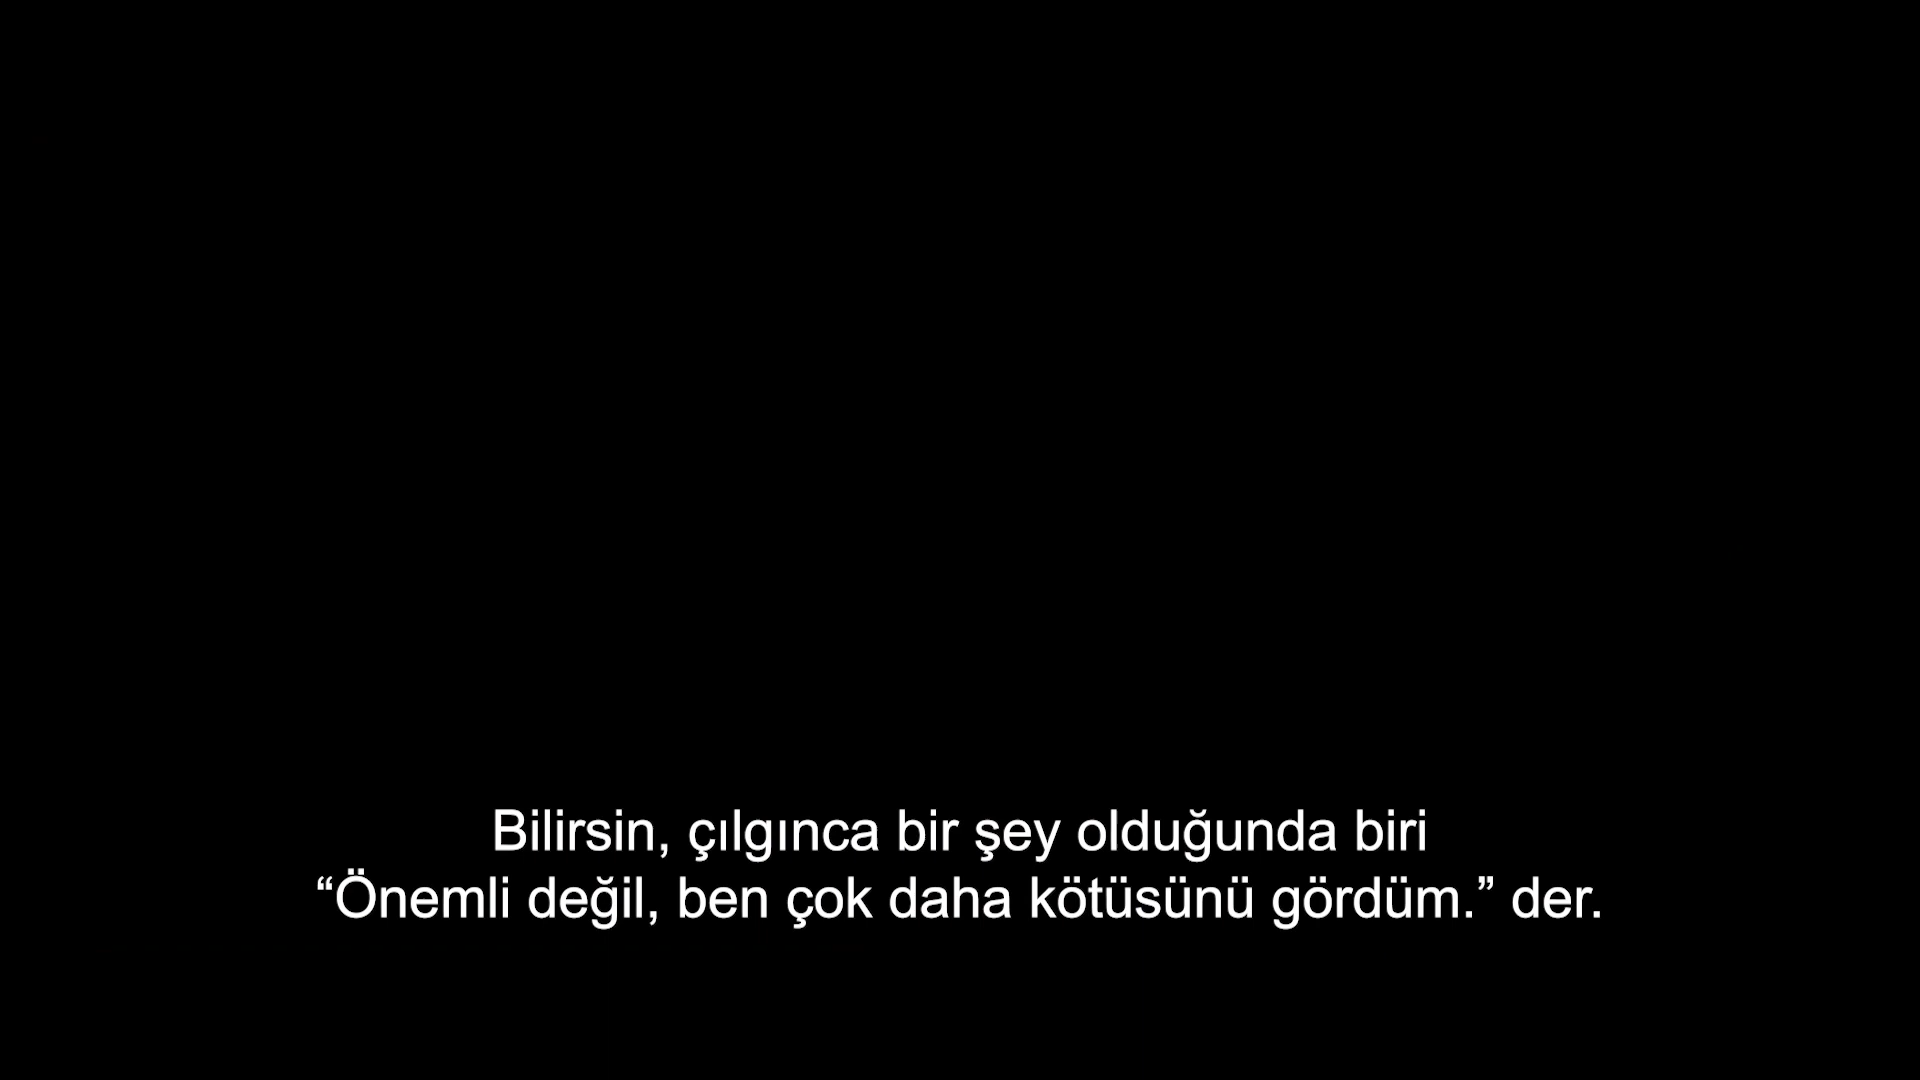 Bilirsin, çılgınca bir şey olduğunda biri
“Önemli değil, ben çok daha kötüsünü gördüm.” der.